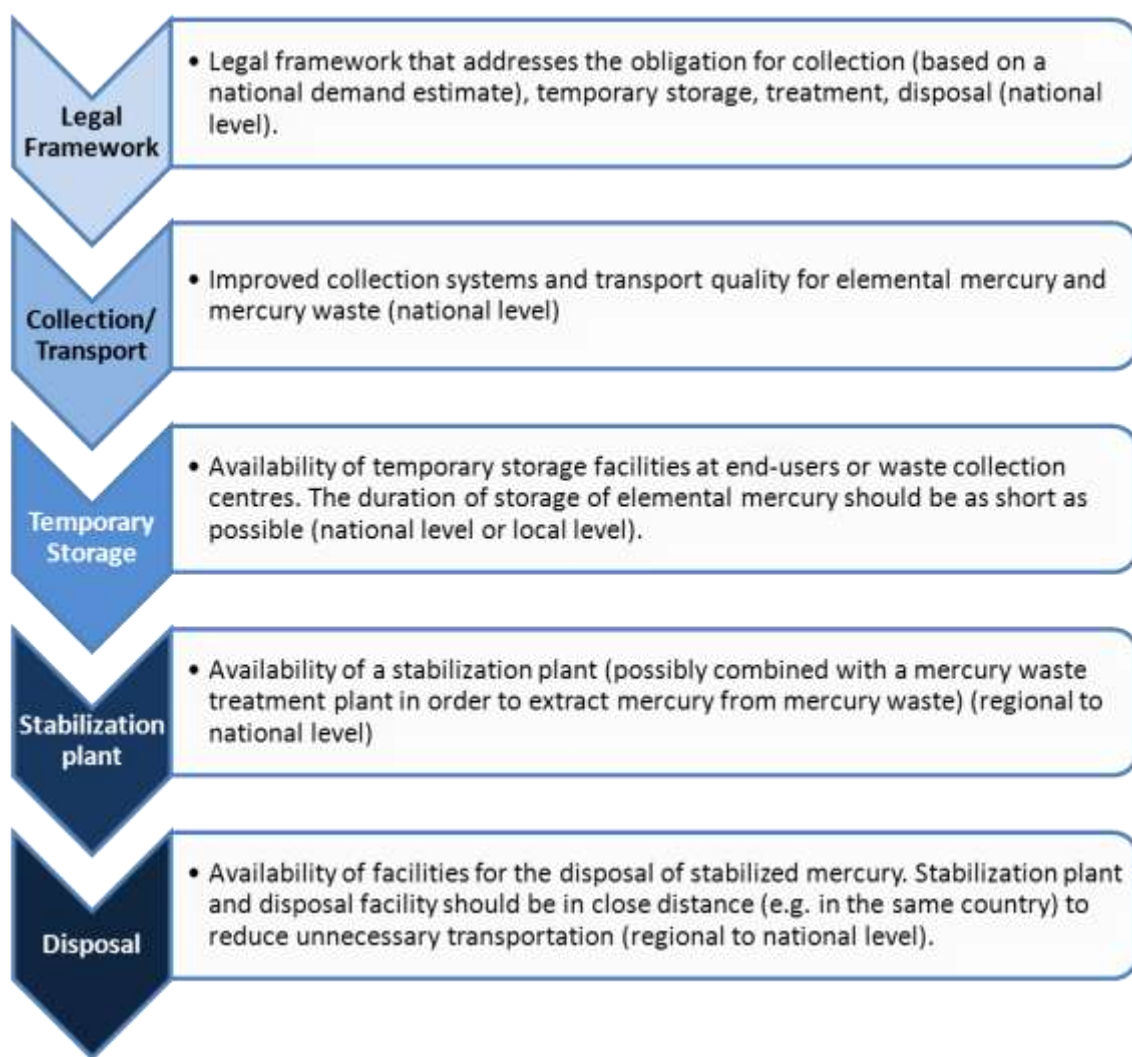 Legal
Framework
• Legal framework that addresses the obligation for collection (based on a
national demand estimate), temporary storage, treatment, disposal (national
level).
Collection/
Transport
• Improved collection systems and transport quality for elemental mercury and
mercury waste (national level)
Temporary
Storage
• Availability of temporary storage facilities at end-users or waste collection
centres. The duration of storage of elemental mercury should be as short as
possible (national level or local level).
Stabilization
plant
• Availability of a stabilization plant (possibly combined with a mercury waste
treatment plant in order to extract mercury from mercury waste) (regional to
national level)
Disposal
• Availability of facilities for the disposal of stabilized mercury. Stabilization plant
and disposal facility should be in close distance (e.g. in the same country) to
reduce unnecessary transportation (regional to national level).